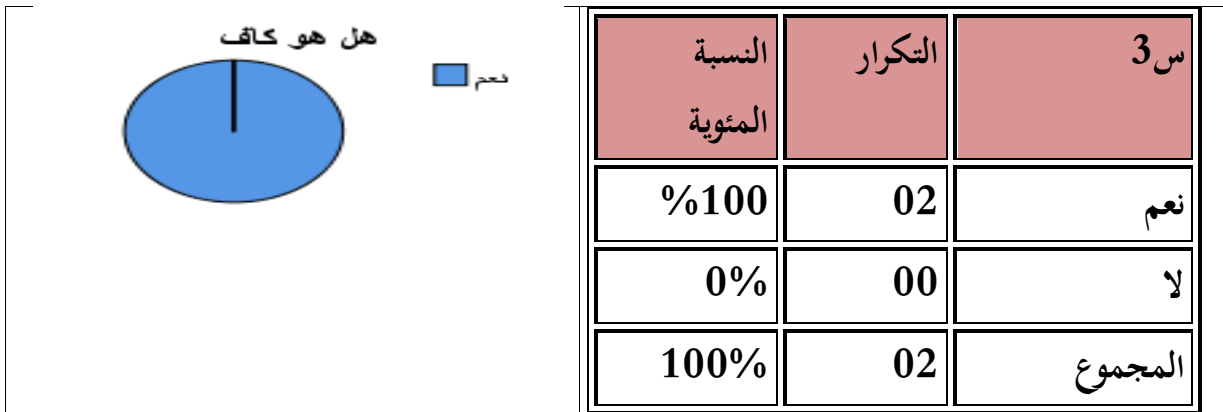 هل هو كاف
نعم
س3 التكرار النسبة المئوية
نعم 02 %100
لا 00 0%
المجموع 02 100%